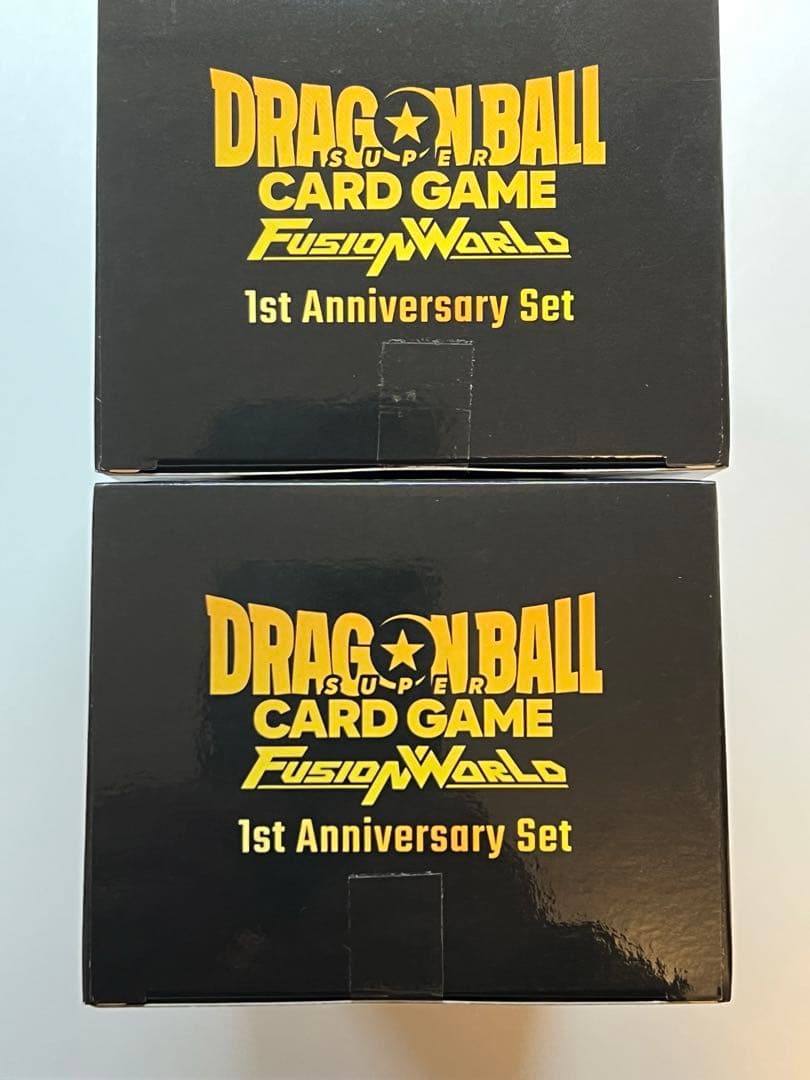 DRAGON BALL
SUPER
CARD GAME
FUSION WORLD
1st Anniversary Set
DRAGON BALL
SUPER
CARD GAME
FUSION WORLD
1st Anniversary Set